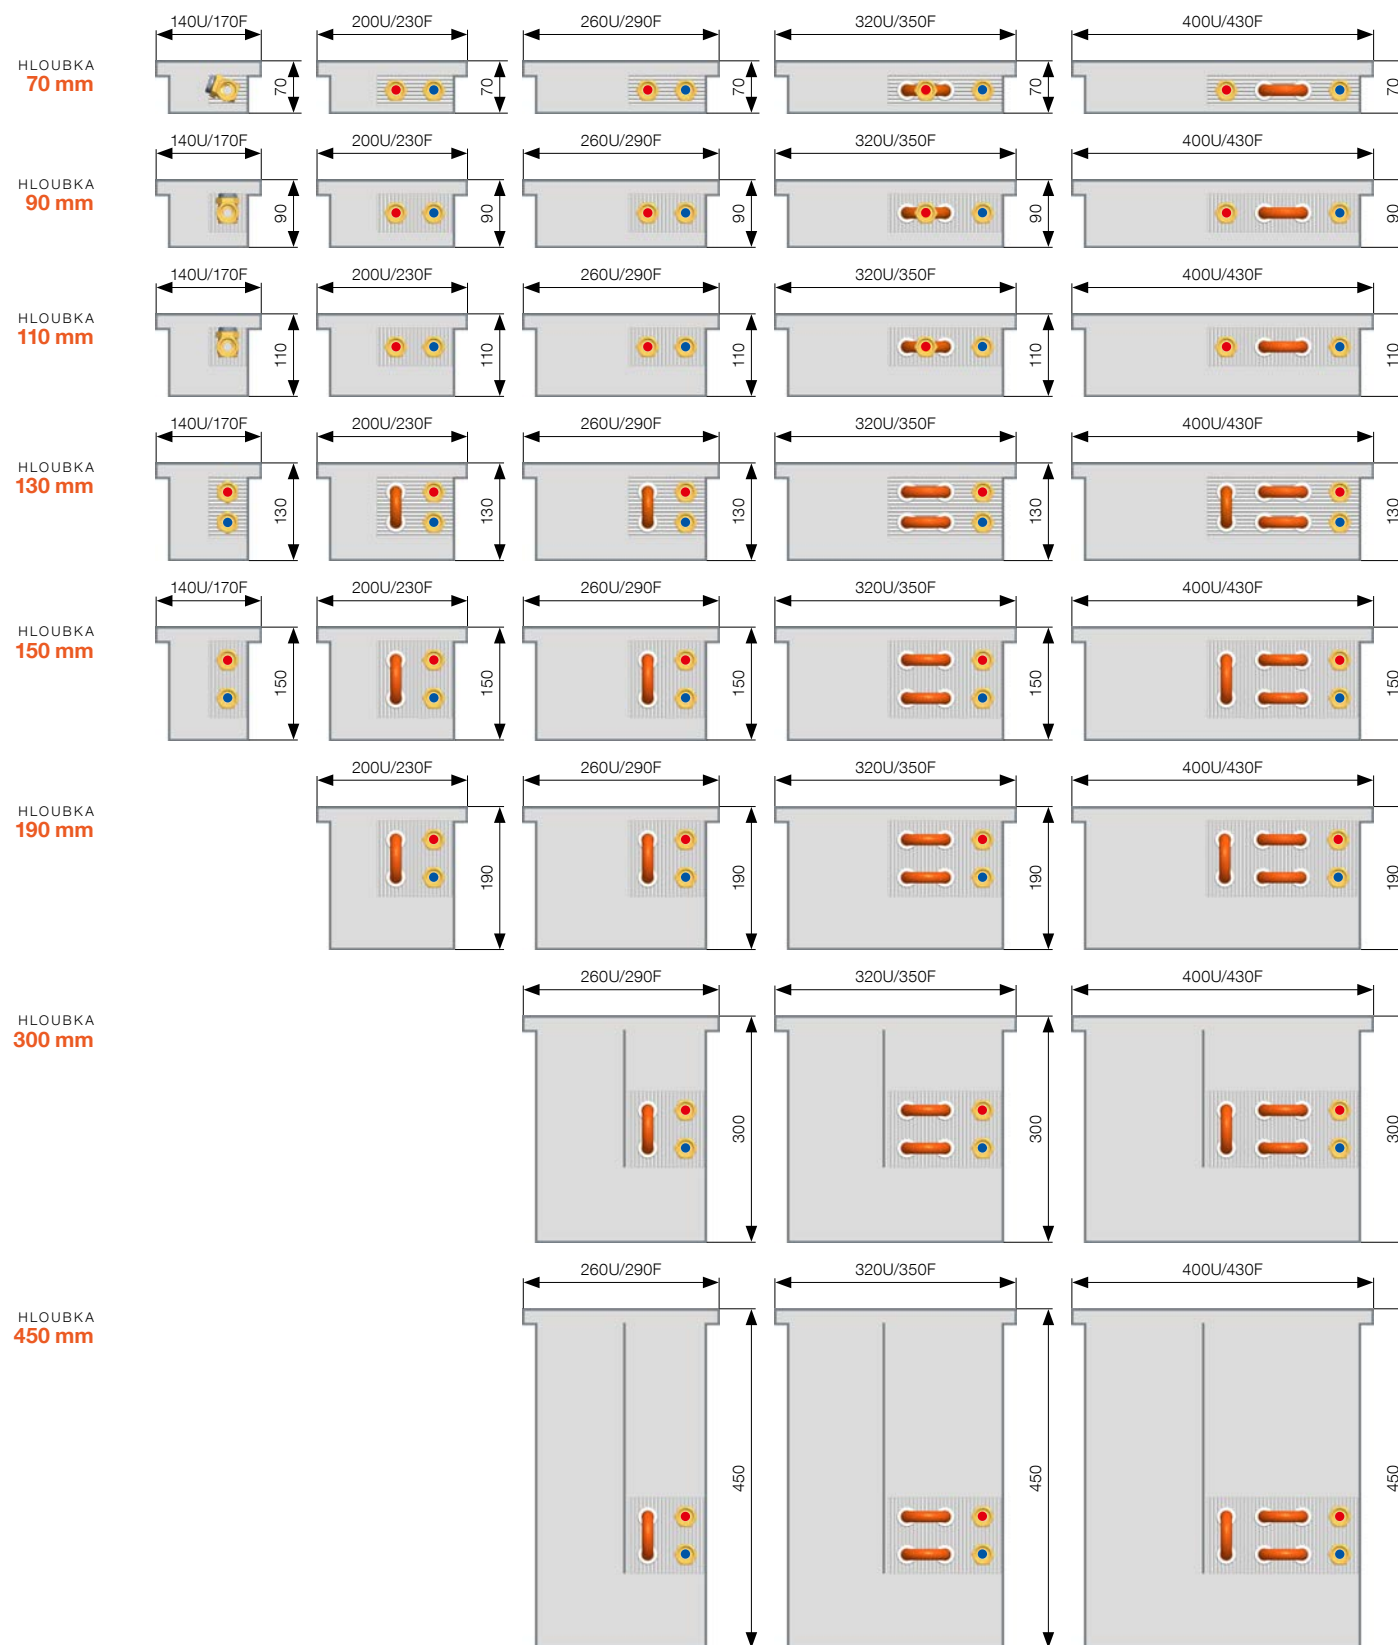 140U/170F 200U/230F 260U/290F 320U/350F 400U/430F
HLOUBKA
70 mm
70 70 70 70 70
140U/170F 200U/230F 260U/290F 320U/350F 400U/430F
HLOUBKA
90 mm
90 90 90 90 90
140U/170F 200U/230F 260U/290F 320U/350F 400U/430F
HLOUBKA
110 mm
110 110 110 110 110
140U/170F 200U/230F 260U/290F 320U/350F 400U/430F
HLOUBKA
130 mm
130 130 130 130 130
140U/170F 200U/230F 260U/290F 320U/350F 400U/430F
HLOUBKA
150 mm
150 150 150 150 150
200U/230F 260U/290F 320U/350F 400U/430F
HLOUBKA
190 mm
190 190 190 190
260U/290F 320U/350F 400U/430F
HLOUBKA
300 mm
300 300 300
260U/290F 320U/350F 400U/430F
HLOUBKA
450 mm
450 450 450